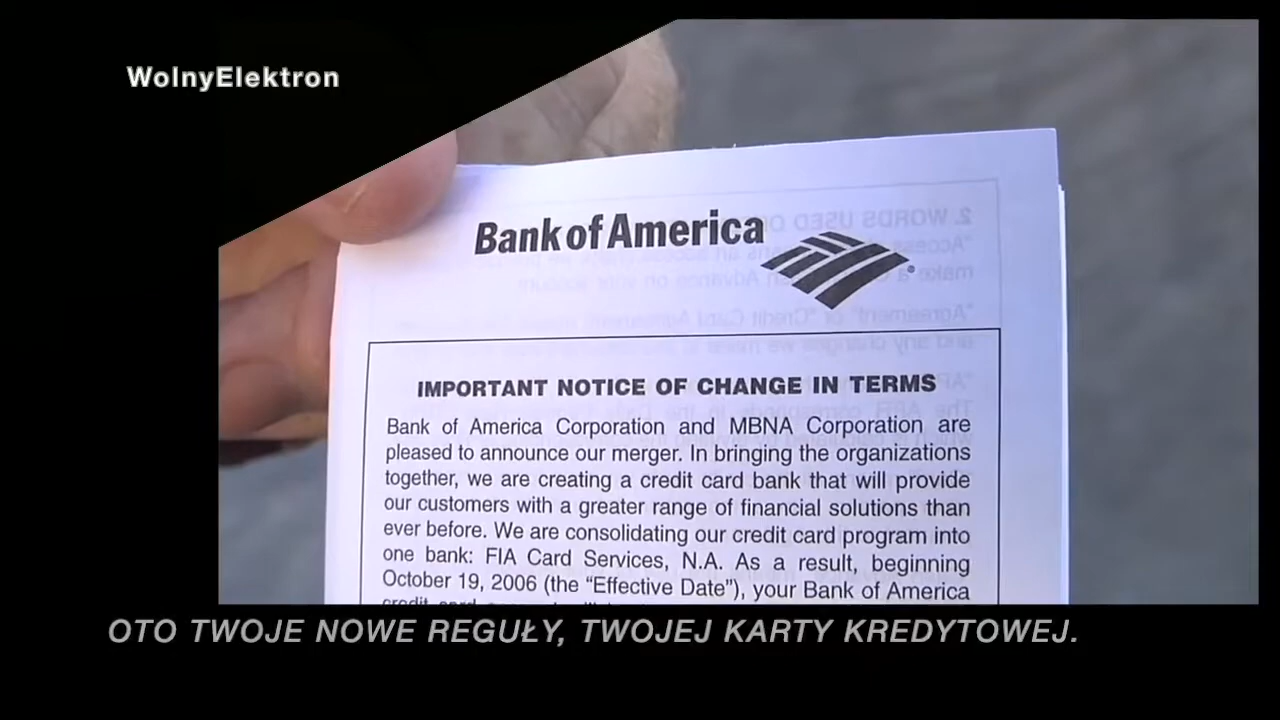 WolnyElektron
Bank of America
IMPORTANT NOTICE OF CHANGE IN TERMS
Bank of America Corporation and MBNA Corporation are
pleased to announce our merger. In bringing the organizations
together, we are creating a credit card bank that will provide
our customers with a greater range of financial solutions than
ever before. We are consolidating our credit card program into
one bank: FIA Card Services, N.A. As a result, beginning
October 19, 2006 (the “Effective Date”), your Bank of America
credit card
OTO TWOJE NOWE REGUŁY, TWOJEJ KARTY KREDYTOWEJ.